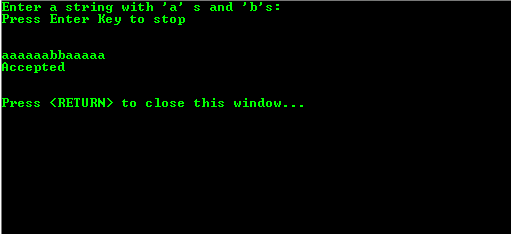 Enter a string with 'a' s and 'b's:
Press Enter Key to stop
aaaaaabbaaaaa
Accepted
Press <RETURN> to close this window...